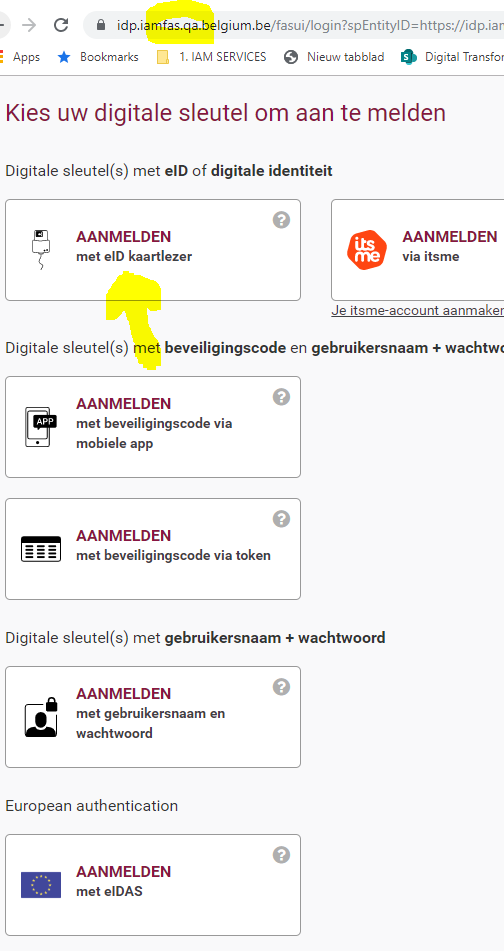 idp.iamfas.qa.belgium.be/fasui/login?spEntityID=https://idp.iam
Apps Bookmarks 1. IAM SERVICES Nieuw tabblad Digital Transfor
Kies uw digitale sleutel om aan te melden
Digitale sleutel(s) met eID of digitale identiteit
?
AANMELDEN
met eID kaartlezer
its
me
AANMELDEN
via itsme
Je itsme-account aanmaken
Digitale sleutel(s) met beveiligingscode en gebruikersnaam + wachtwo
?
APP
AANMELDEN
met beveiligingscode via
mobiele app
?
AANMELDEN
met beveiligingscode via token
Digitale sleutel(s) met gebruikersnaam + wachtwoord
?
AANMELDEN
met gebruikersnaam en
wachtwoord
European authentication
?
AANMELDEN
met eIDAS